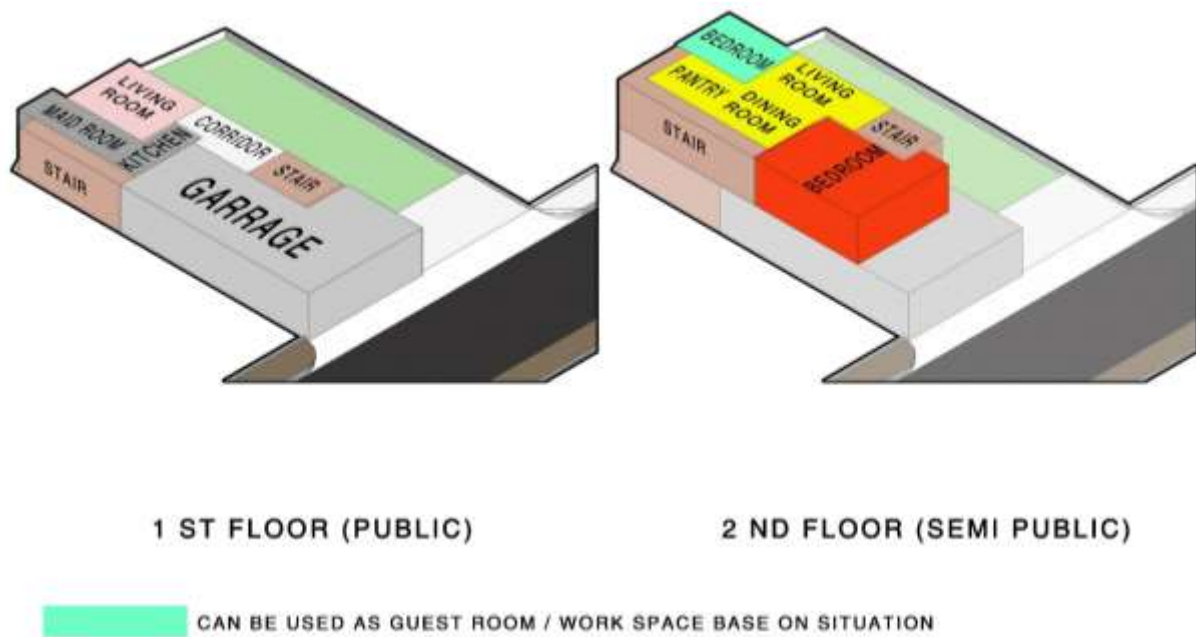 LIVING
ROOM
MAID ROOM
KITCHEN
CORRIDOR
STAIR
STAIR
GARRAGE
BEDROOM
LIVING
ROOM
PANTRY
DINING
ROOM
STAIR
STAIR
BEDROOM
1 ST FLOOR (PUBLIC)
2 ND FLOOR (SEMI PUBLIC)
CAN BE USED AS GUEST ROOM / WORK SPACE BASE ON SITUATION